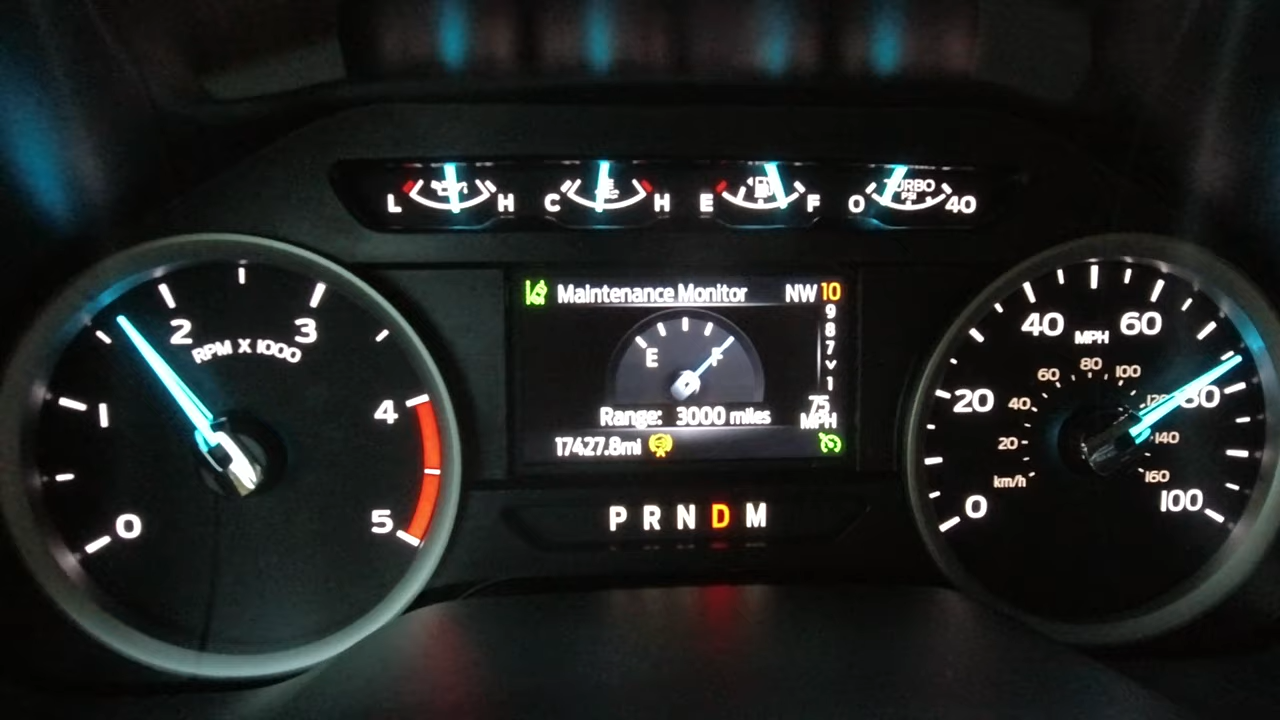 L H C H E F 0 TURBO PSI 40
Maintenance Monitor NW 10
9
8
7
v
1
E F
Range: 3000 miles
75 MPH
17427.8mi
P R N D M
0 1 2 3 4 5
RPM X 1000
0 20 40 60 80 100
MPH
20 40 60 80 100 120 140 160
km/h